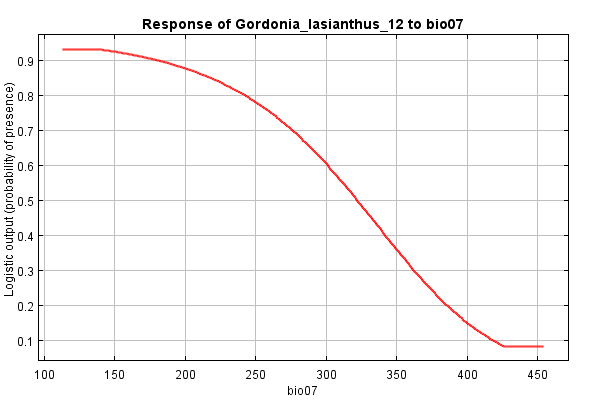 Response of Gordonia_lasianthus_12 to bio07
Logistic output (probability of presence)
0.9
0.8
0.7
0.6
0.5
0.4
0.3
0.2
0.1
100 150 200 250 300 350 400 450
bio07